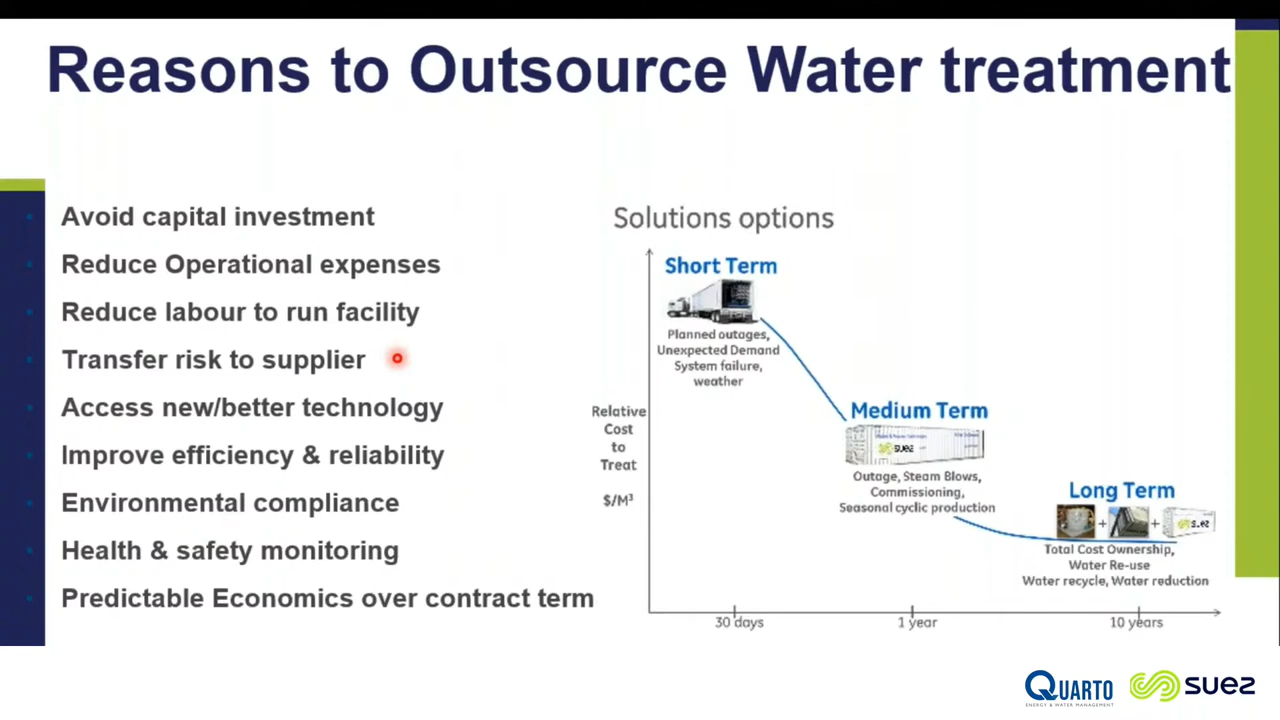 Reasons to Outsource Water treatment
Avoid capital investment
Reduce Operational expenses
Reduce labour to run facility
Transfer risk to supplier
Access new/better technology
Improve efficiency & reliability
Environmental compliance
Health & safety monitoring
Predictable Economics over contract term
Solutions options
Short Term
Planned outages,
Unexpected Demand
System failure,
weather
Relative
Cost
to
Treat
$/M³
Medium Term
suez
Outage, Steam Blows,
Commissioning,
Seasonal cyclic production
Long Term
+ +
suez
Total Cost Ownership,
Water Re-use
Water recycle, Water reduction
30 days
1 year
10 years
QUARTO
ENERGY & WATER MANAGEMENT
suez